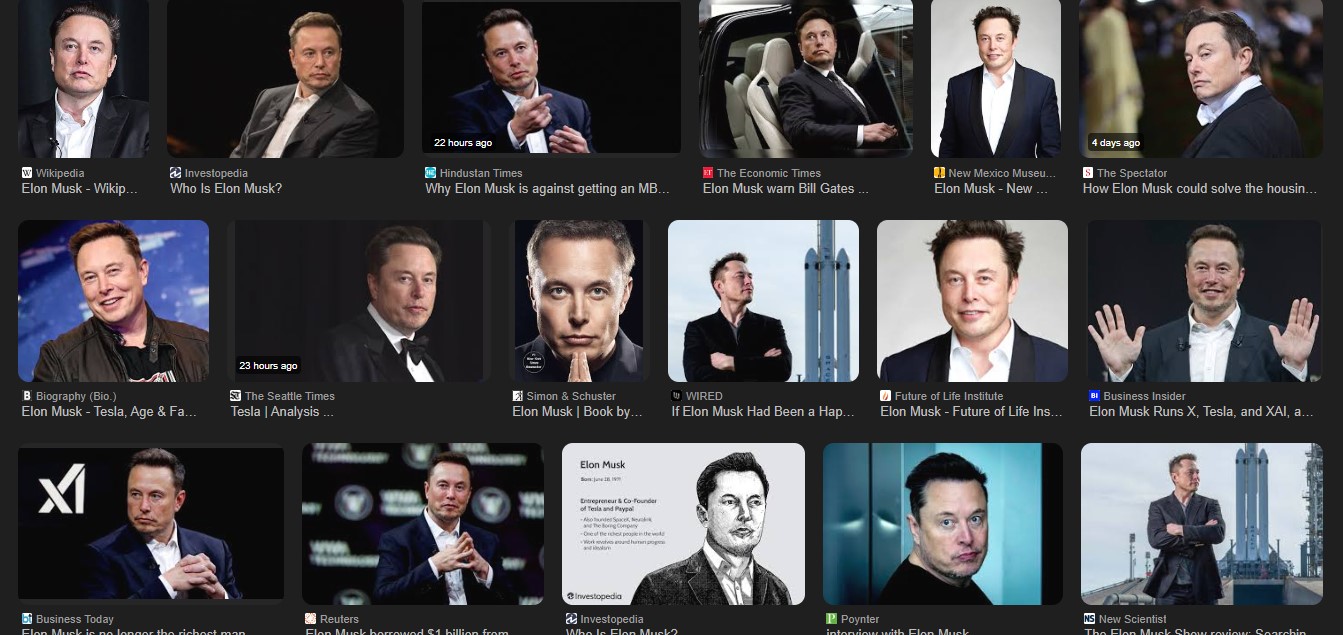 22 hours ago
4 days ago
Wikipedia
Elon Musk - Wikip...
Investopedia
Who Is Elon Musk?
Hindustan Times
Why Elon Musk is against getting an MB...
The Economic Times
Elon Musk warn Bill Gates ...
New Mexico Museu...
Elon Musk - New ...
The Spectator
How Elon Musk could solve the housin...
23 hours ago
Biography (Bio.)
Elon Musk - Tesla, Age & Fa...
The Seattle Times
Tesla | Analysis ...
Simon & Schuster
Elon Musk | Book by...
WIRED
If Elon Musk Had Been a Hap...
Future of Life Institute
Elon Musk - Future of Life Ins...
Business Insider
Elon Musk Runs X, Tesla, and XAI, a...
Elon Musk
Born: June 28, 1971
Entrepreneur & Co-Founder
of Tesla and Paypal
- Also founded SpaceX, Neuralink,
and The Boring Company
- One of the richest people in the world
- Work revolves around human progress
and idealism
Investopedia
Business Today
Elon Musk is no longer the richest man
Reuters
Elon Musk borrowed $1 billion from
Investopedia
Who Is Elon Musk?
Poynter
interview with Elon Musk
New Scientist
The Elon Musk Show review: Searchin